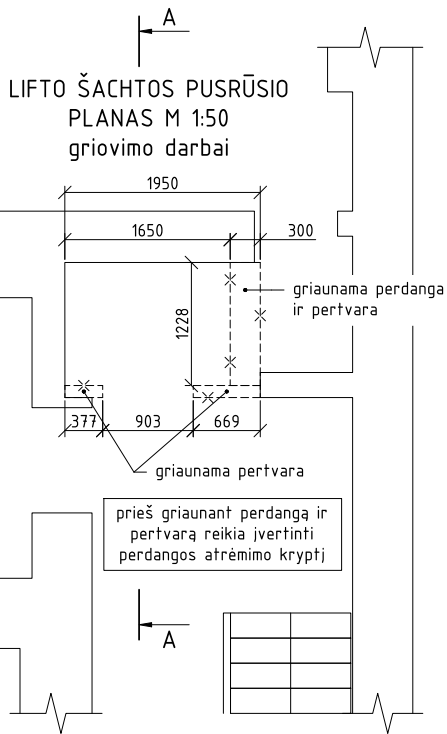 A
LIFTO ŠACHTOS PUSRŪSIO
PLANAS M 1:50
griovimo darbai
1950
1650
300
griaunama perdanga
ir pertvara
1228
377
903
669
griaunama pertvara
prieš griaunant perdangą ir
pertvarą reikia įvertinti
perdangos atrėmimo kryptį
A